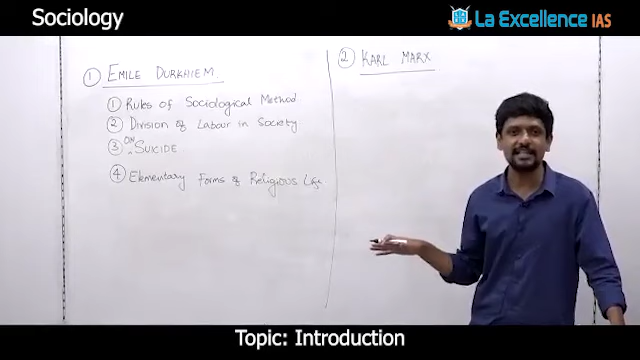 Sociology
La Excellence IAS
① EMILE DURKHIEM.
① Rules of Sociological Method
② Division of Labour in Society
③ ON SUICIDE.
④ Elementary Forms of Religious Life
② KARL MARX
Topic: Introduction